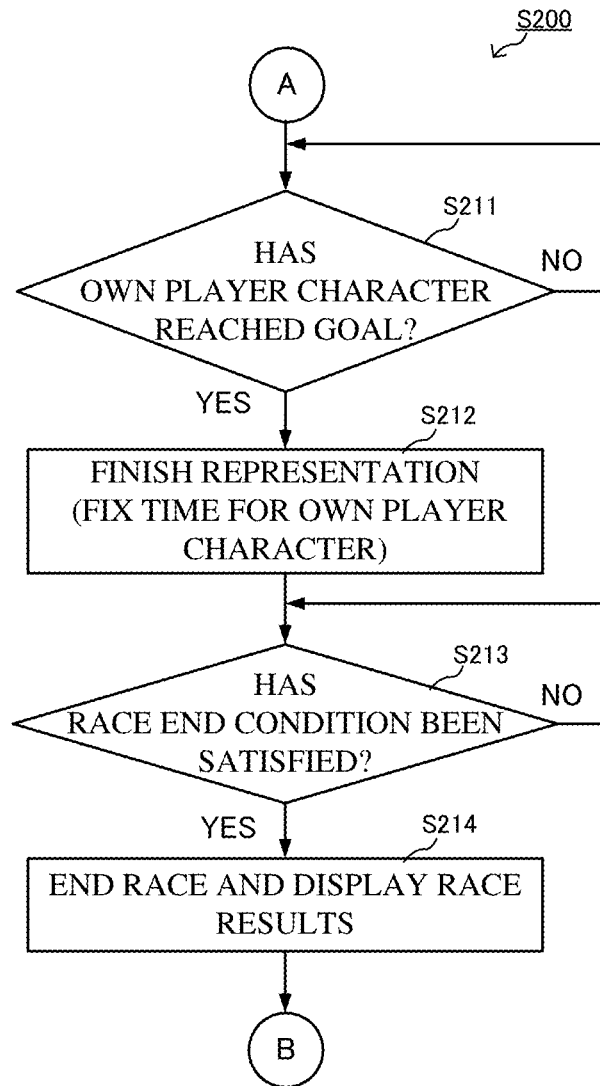 S200
A
S211
HAS
OWN PLAYER CHARACTER
REACHED GOAL?
NO
YES
S212
FINISH REPRESENTATION
(FIX TIME FOR OWN PLAYER
CHARACTER)
S213
HAS
RACE END CONDITION BEEN
SATISFIED?
NO
YES
S214
END RACE AND DISPLAY RACE
RESULTS
B